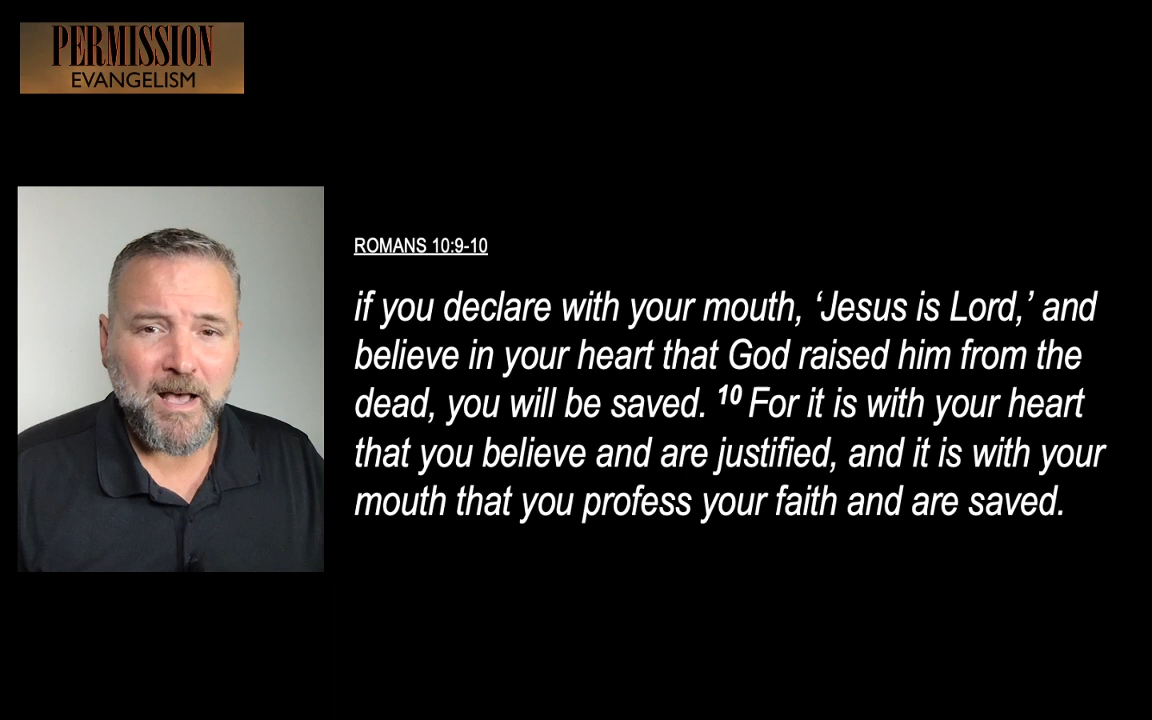 PERMISSION
EVANGELISM
ROMANS 10:9-10
if you declare with your mouth, ‘Jesus is Lord,’ and
believe in your heart that God raised him from the
dead, you will be saved. 10 For it is with your heart
that you believe and are justified, and it is with your
mouth that you profess your faith and are saved.